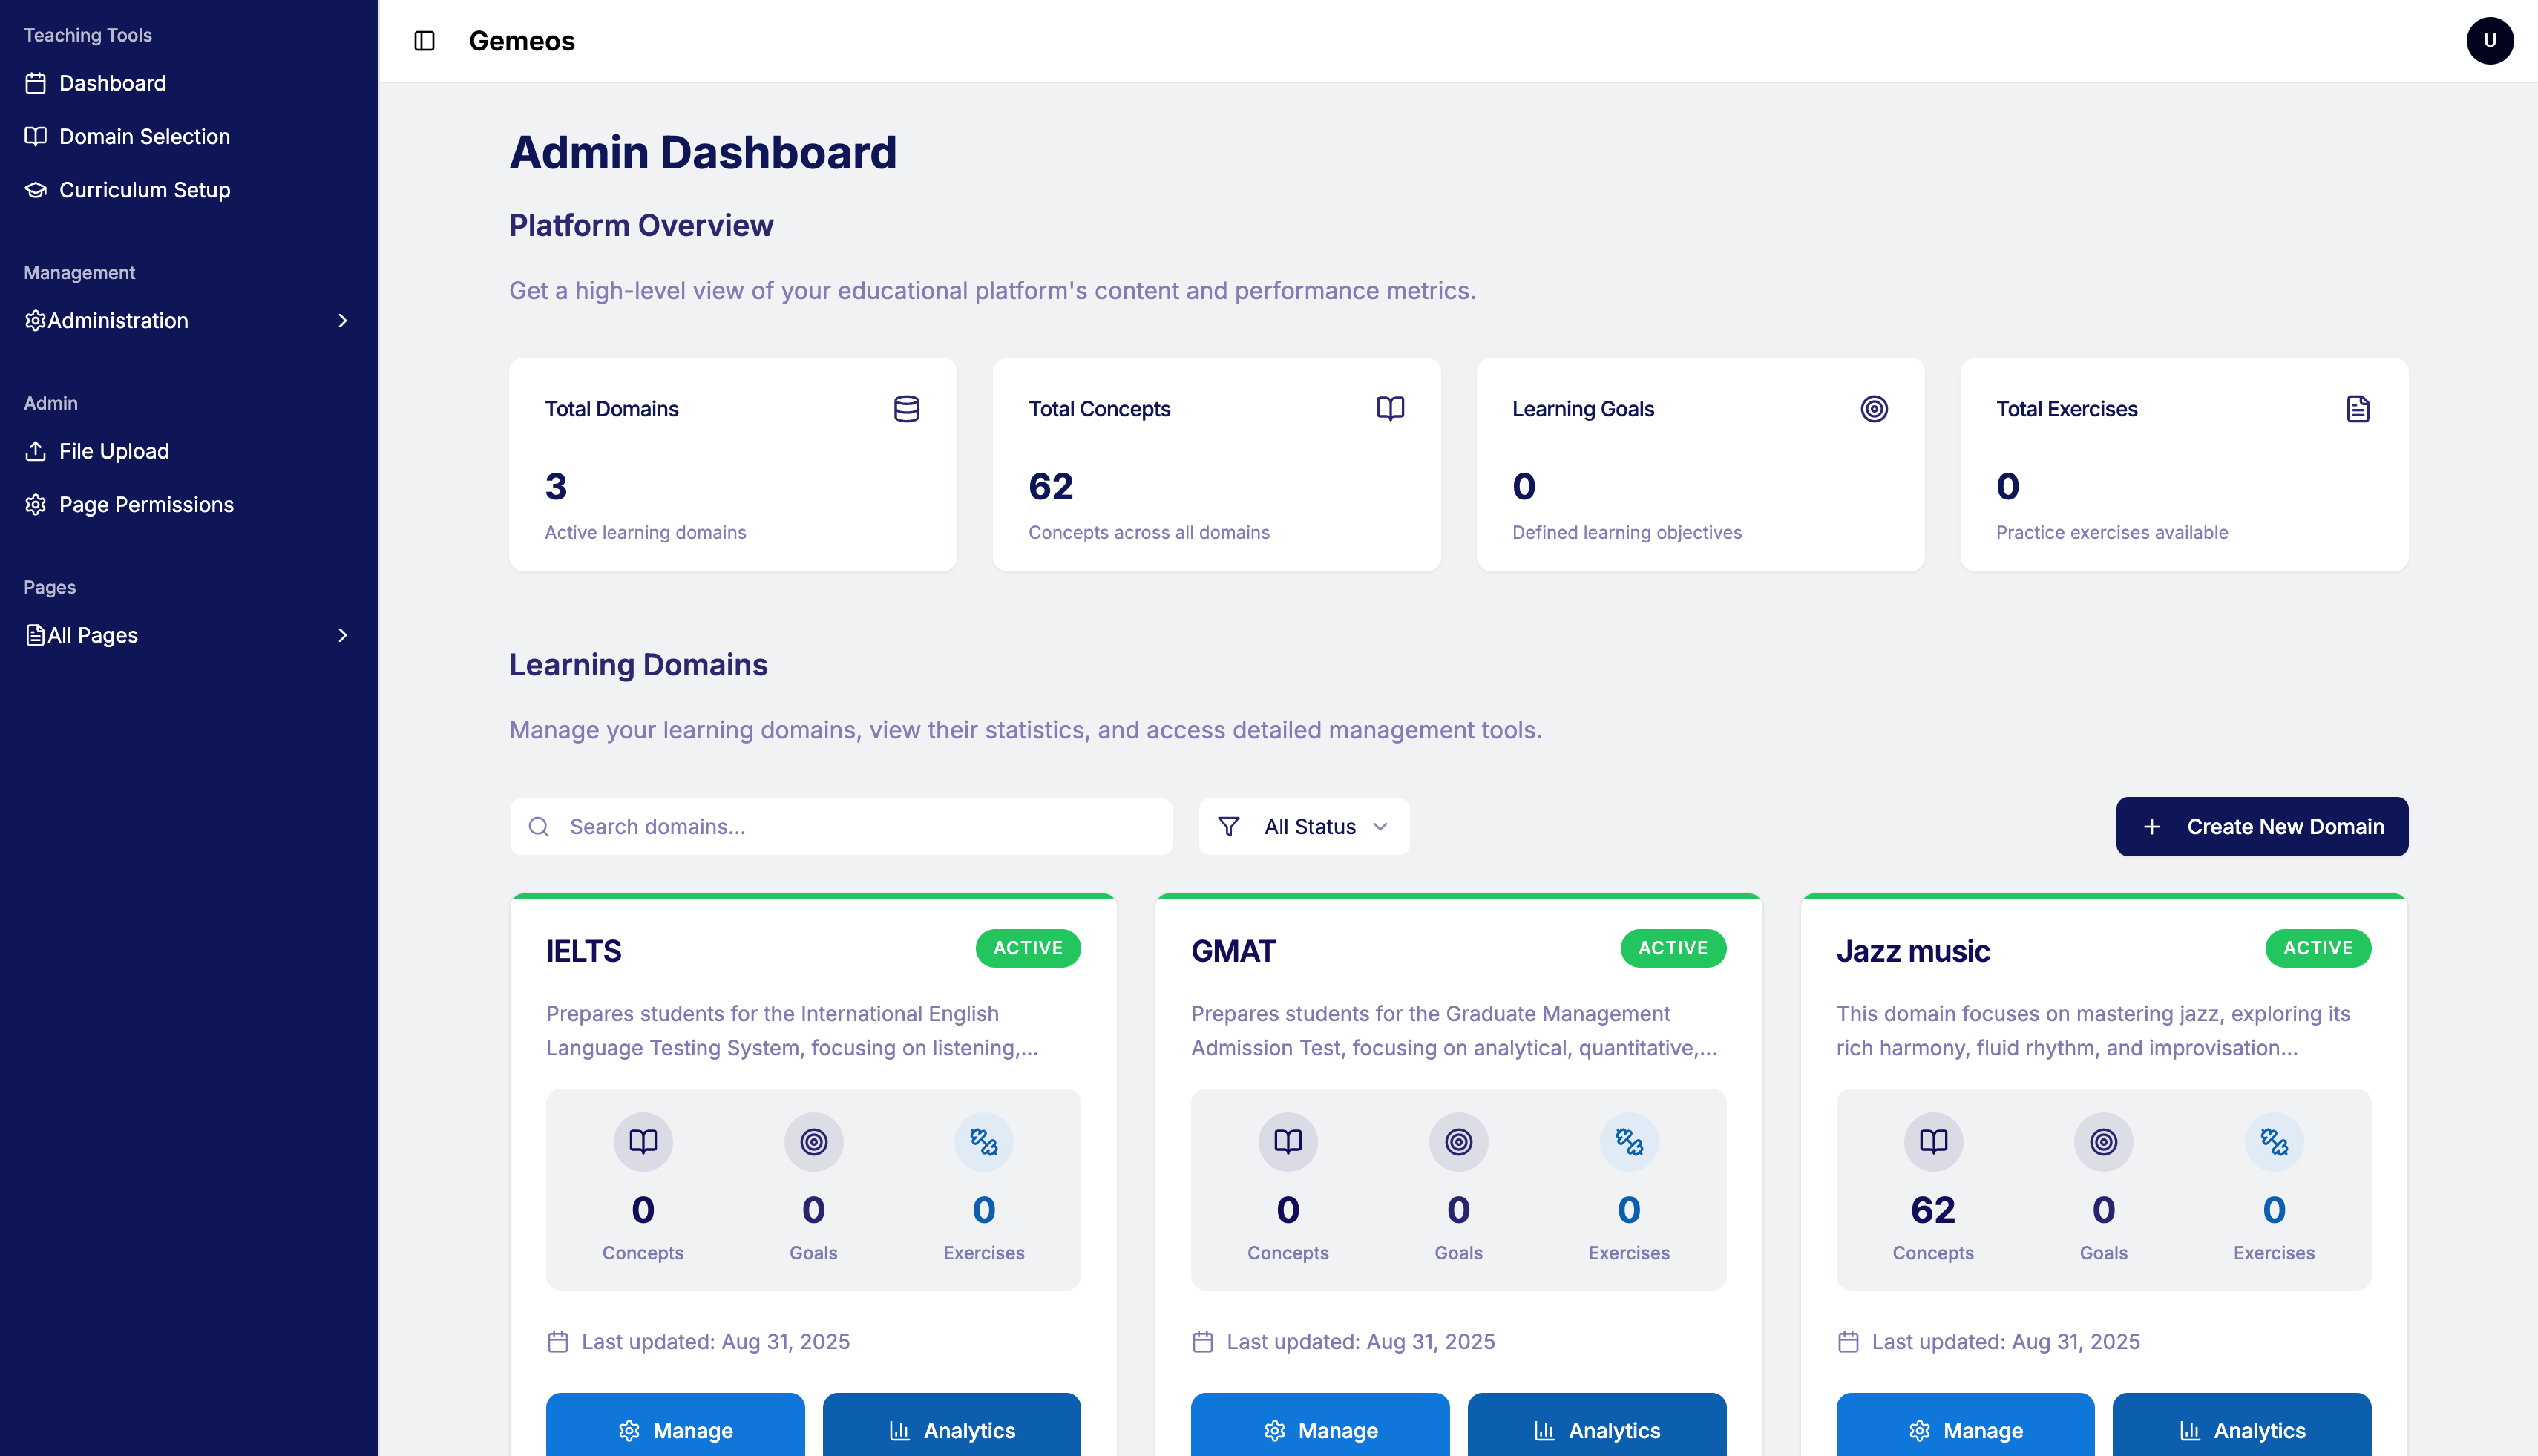 Teaching Tools
Dashboard
Domain Selection
Curriculum Setup
Management
Administration
Admin
File Upload
Page Permissions
Pages
All Pages
Gemeos
U
Admin Dashboard
Platform Overview
Get a high-level view of your educational platform's content and performance metrics.
Total Domains
3
Active learning domains
Total Concepts
62
Concepts across all domains
Learning Goals
0
Defined learning objectives
Total Exercises
0
Practice exercises available
Learning Domains
Manage your learning domains, view their statistics, and access detailed management tools.
Search domains...
All Status
Create New Domain
IELTS
ACTIVE
Prepares students for the International English
Language Testing System, focusing on listening,...
0
Concepts
0
Goals
0
Exercises
Last updated: Aug 31, 2025
Manage
Analytics
GMAT
ACTIVE
Prepares students for the Graduate Management
Admission Test, focusing on analytical, quantitative,...
0
Concepts
0
Goals
0
Exercises
Last updated: Aug 31, 2025
Manage
Analytics
Jazz music
ACTIVE
This domain focuses on mastering jazz, exploring its
rich harmony, fluid rhythm, and improvisation...
62
Concepts
0
Goals
0
Exercises
Last updated: Aug 31, 2025
Manage
Analytics